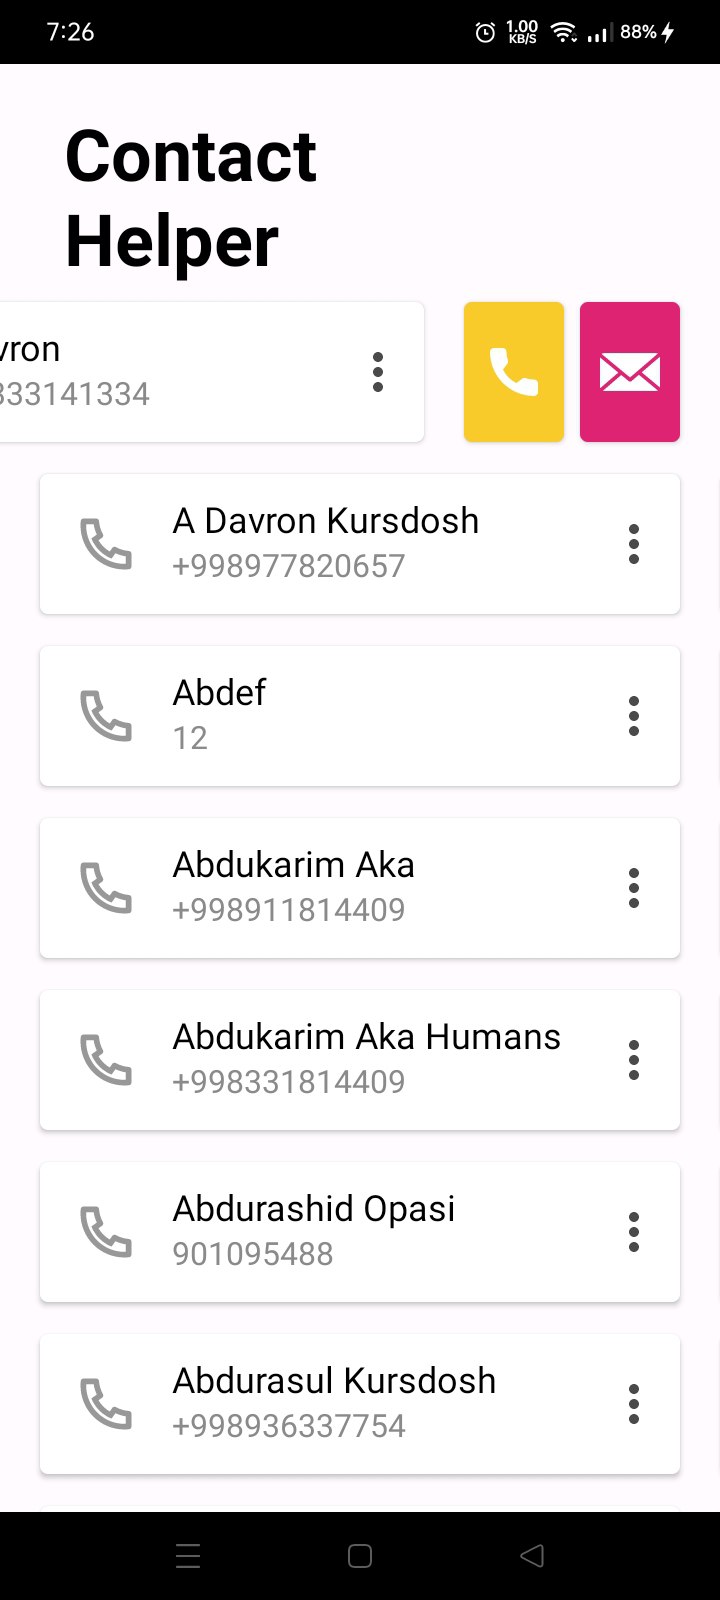 7:26
1.00
KB/S
88%
Contact
Helper
vron
333141334
A Davron Kursdosh
+998977820657
Abdef
12
Abdukarim Aka
+998911814409
Abdukarim Aka Humans
+998331814409
Abdurashid Opasi
901095488
Abdurasul Kursdosh
+998936337754